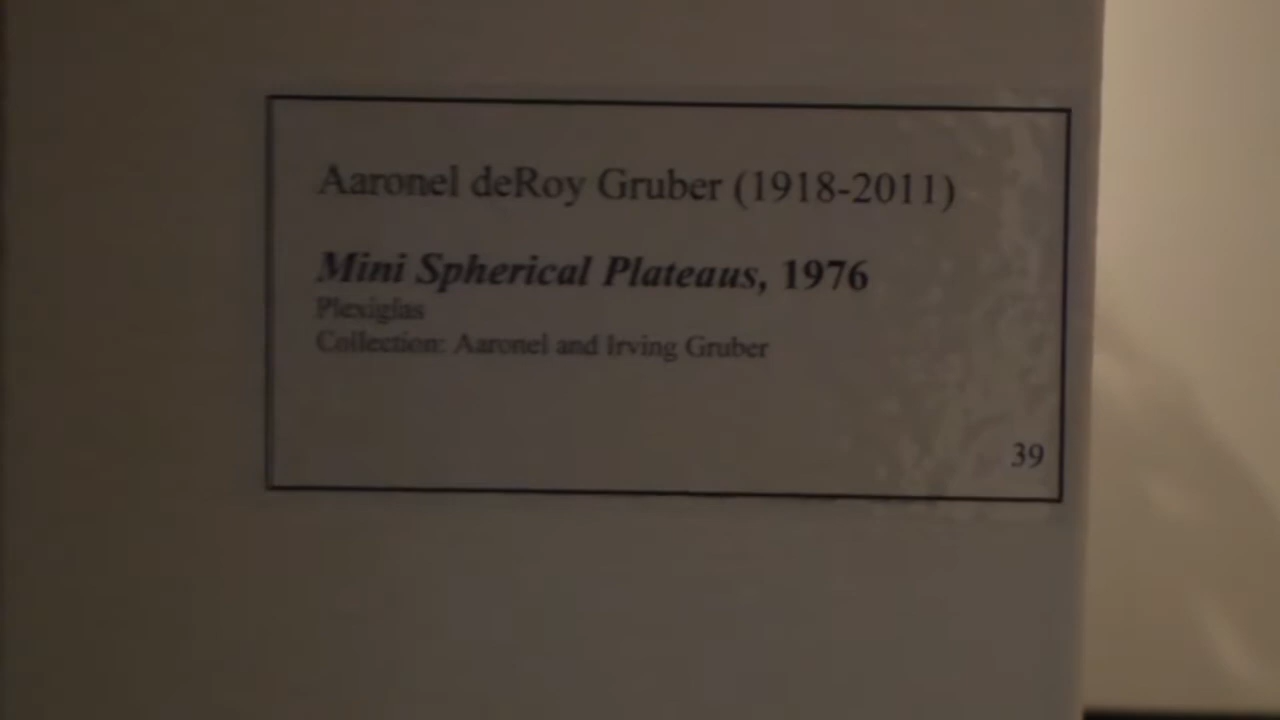 Aaronel deRoy Gruber (1918-2011)
Mini Spherical Plateaus, 1976
Plexiglas
Collection: Aaronel and Irving Gruber
39